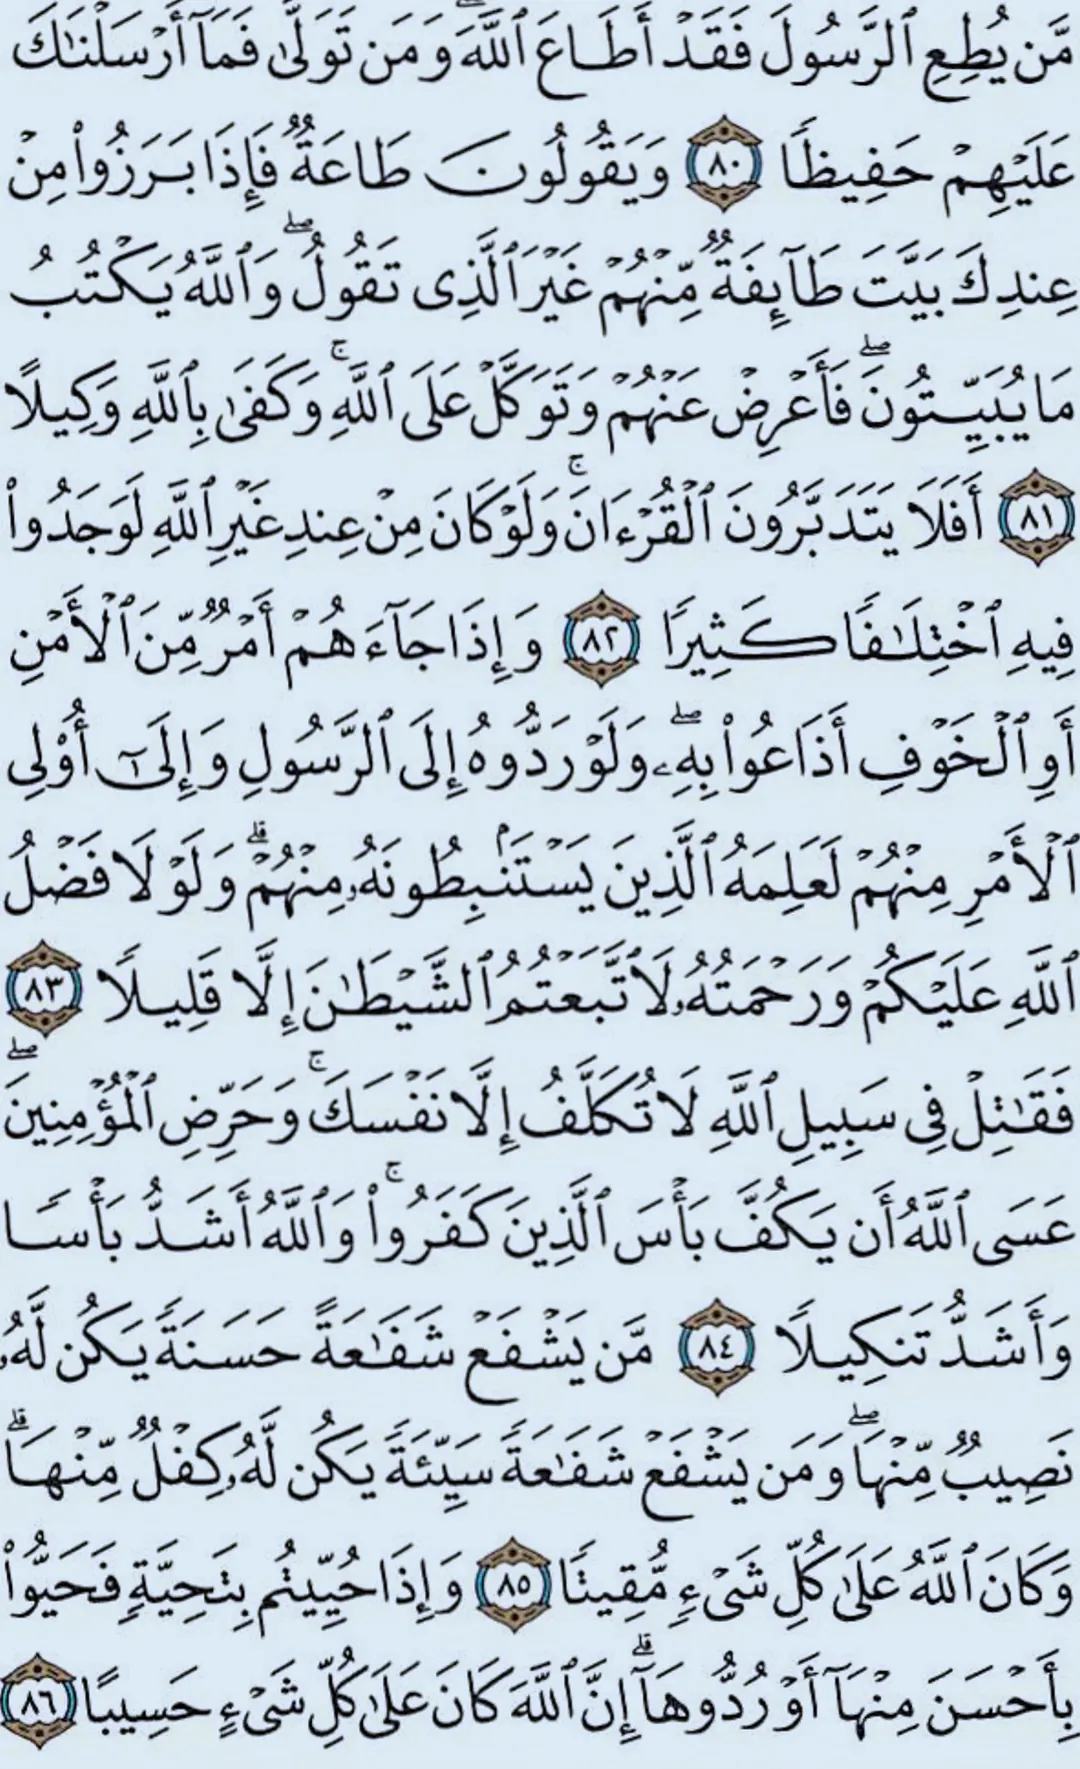 مَّن يُطِعِ ٱلرَّسُولَ فَقَدۡ أَطَاعَ ٱللَّهَۖ وَمَن تَوَلَّىٰ فَمَآ أَرۡسَلۡنَٰكَ
عَلَيۡهِمۡ حَفِيظٗا ٨٠ وَيَقُولُونَ طَاعَةٞ فَإِذَا بَرَزُواْ مِنۡ
عِندِكَ بَيَّتَ طَآئِفَةٞ مِّنۡهُمۡ غَيۡرَ ٱلَّذِي تَقُولُۖ وَٱللَّهُ يَكۡتُبُ
مَا يُبَيِّتُونَۖ فَأَعۡرِضۡ عَنۡهُمۡ وَتَوَكَّلۡ عَلَى ٱللَّهِۚ وَكَفَىٰ بِٱللَّهِ وَكِيلًا
٨١ أَفَلَا يَتَدَبَّرُونَ ٱلۡقُرۡءَانَۚ وَلَوۡ كَانَ مِنۡ عِندِ غَيۡرِ ٱللَّهِ لَوَجَدُواْ
فِيهِ ٱخۡتِلَٰفٗا كَثِيرٗا ٨٢ وَإِذَا جَآءَهُمۡ أَمۡرٞ مِّنَ ٱلۡأَمۡنِ
أَوِ ٱلۡخَوۡفِ أَذَاعُواْ بِهِۦۖ وَلَوۡ رَدُّوهُ إِلَى ٱلرَّسُولِ وَإِلَىٰٓ أُوْلِي
ٱلۡأَمۡرِ مِنۡهُمۡ لَعَلِمَهُ ٱلَّذِينَ يَسۡتَنۢبِطُونَهُۥ مِنۡهُمۡۗ وَلَوۡلَا فَضۡلُ
ٱللَّهِ عَلَيۡكُمۡ وَرَحۡمَتُهُۥ لَٱتَّبَعۡتُمُ ٱلشَّيۡطَٰنَ إِلَّا قَلِيلٗا ٨٣
فَقَٰتِلۡ فِي سَبِيلِ ٱللَّهِ لَا تُكَلَّفُ إِلَّا نَفۡسَكَۚ وَحَرِّضِ ٱلۡمُؤۡمِنِينَۖ
عَسَى ٱللَّهُ أَن يَكُفَّ بَأۡسَ ٱلَّذِينَ كَفَرُواْۚ وَٱللَّهُ أَشَدُّ بَأۡسٗا
وَأَشَدُّ تَنكِيلٗا ٨٤ مَّن يَشۡفَعۡ شَفَٰعَةً حَسَنَةٗ يَكُن لَّهُۥ
نَصِيبٞ مِّنۡهَاۖ وَمَن يَشۡفَعۡ شَفَٰعَةٗ سَيِّئَةٗ يَكُن لَّهُۥ كِفۡلٞ مِّنۡهَاۗ
وَكَانَ ٱللَّهُ عَلَىٰ كُلِّ شَيۡءٖ مُّقِيتٗا ٨٥ وَإِذَا حُيِّيتُم بِتَحِيَّةٖ فَحَيُّواْ
بِأَحۡسَنَ مِنۡهَآ أَوۡ رُدُّوهَآۗ إِنَّ ٱللَّهَ كَانَ عَلَىٰ كُلِّ شَيۡءٍ حَسِيبًا ٨٦